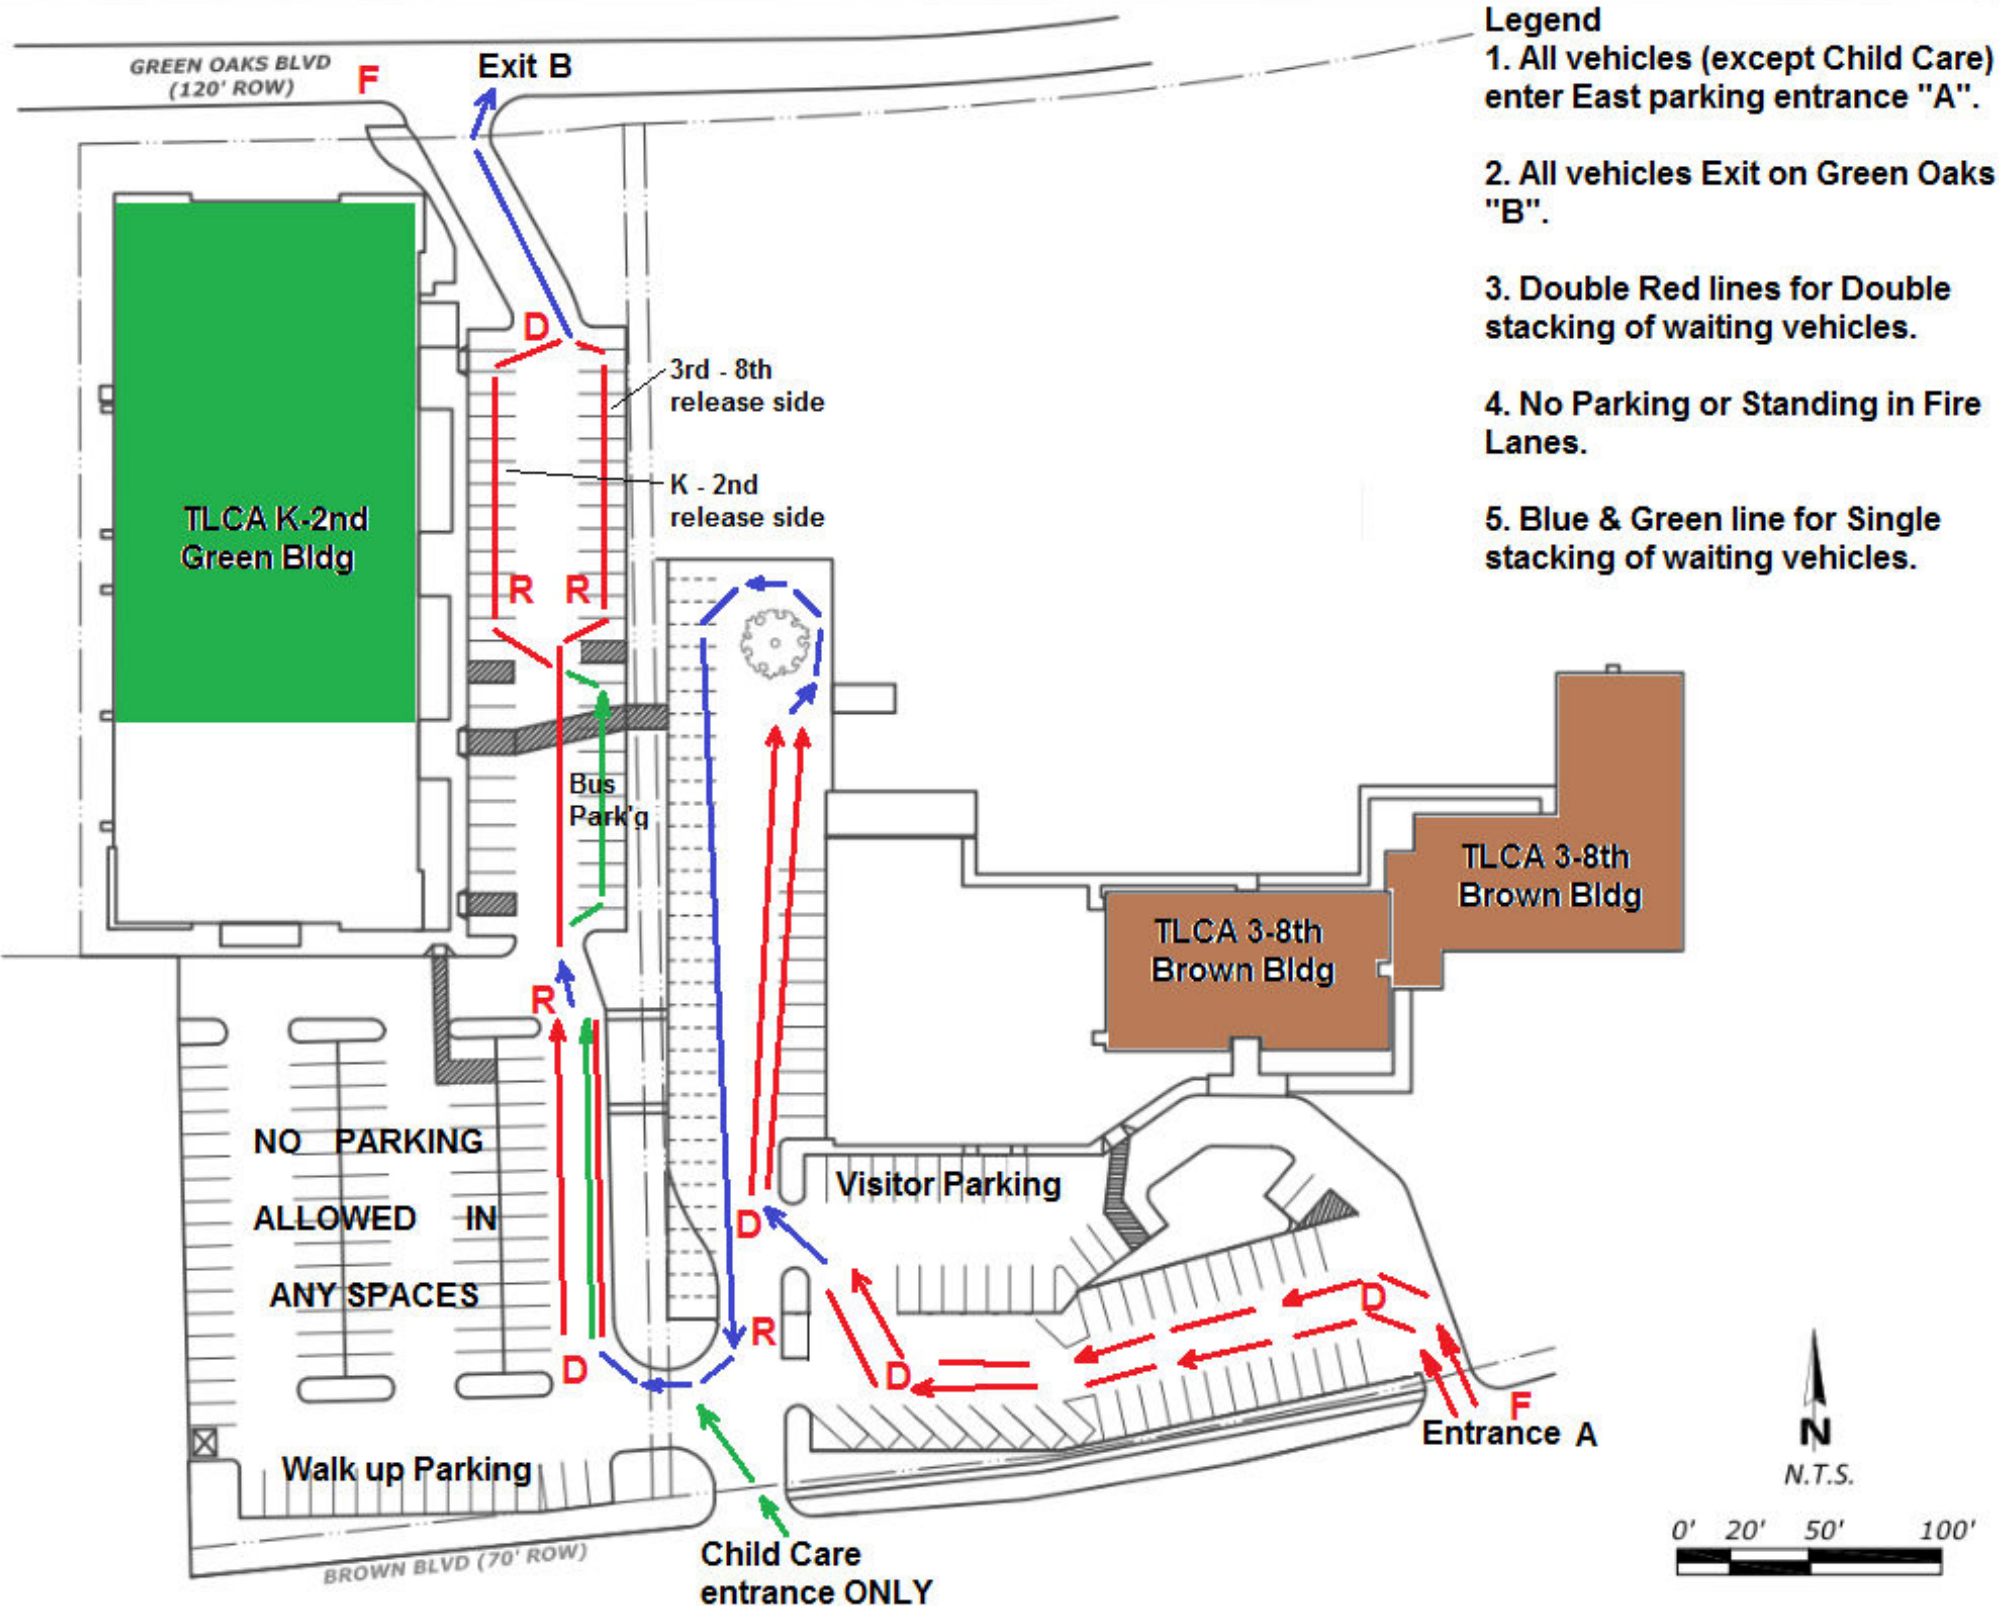 GREEN OAKS BLVD
(120' ROW)
F
Exit B
Legend
1. All vehicles (except Child Care)
enter East parking entrance "A".
2. All vehicles Exit on Green Oaks
"B".
3. Double Red lines for Double
stacking of waiting vehicles.
4. No Parking or Standing in Fire
Lanes.
5. Blue & Green line for Single
stacking of waiting vehicles.
D
3rd - 8th
release side
K - 2nd
release side
TLCA K-2nd
Green Bldg
R R
Bus
Park'g
TLCA 3-8th
Brown Bldg
TLCA 3-8th
Brown Bldg
R
NO PARKING
ALLOWED IN
ANY SPACES
Visitor Parking
D
D
R
D
D
F
Entrance A
Walk up Parking
N
N.T.S.
0' 20' 50' 100'
BROWN BLVD (70' ROW)
Child Care
entrance ONLY